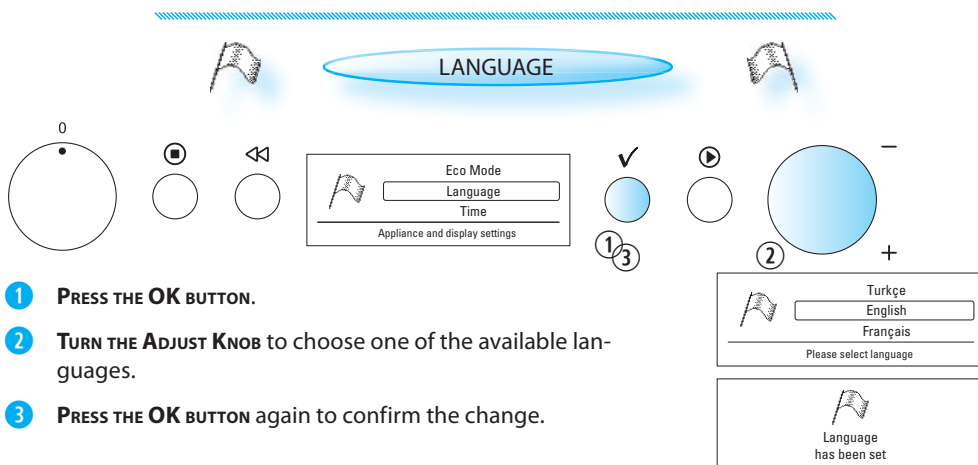 LANGUAGE
0
Eco Mode
Language
Time
Appliance and display settings
−
+
1
3
2
1 PRESS THE OK BUTTON.
2 TURN THE ADJUST KNOB to choose one of the available lan-
guages.
3 PRESS THE OK BUTTON again to confirm the change.
Turkçe
English
Français
Please select language
Language
has been set